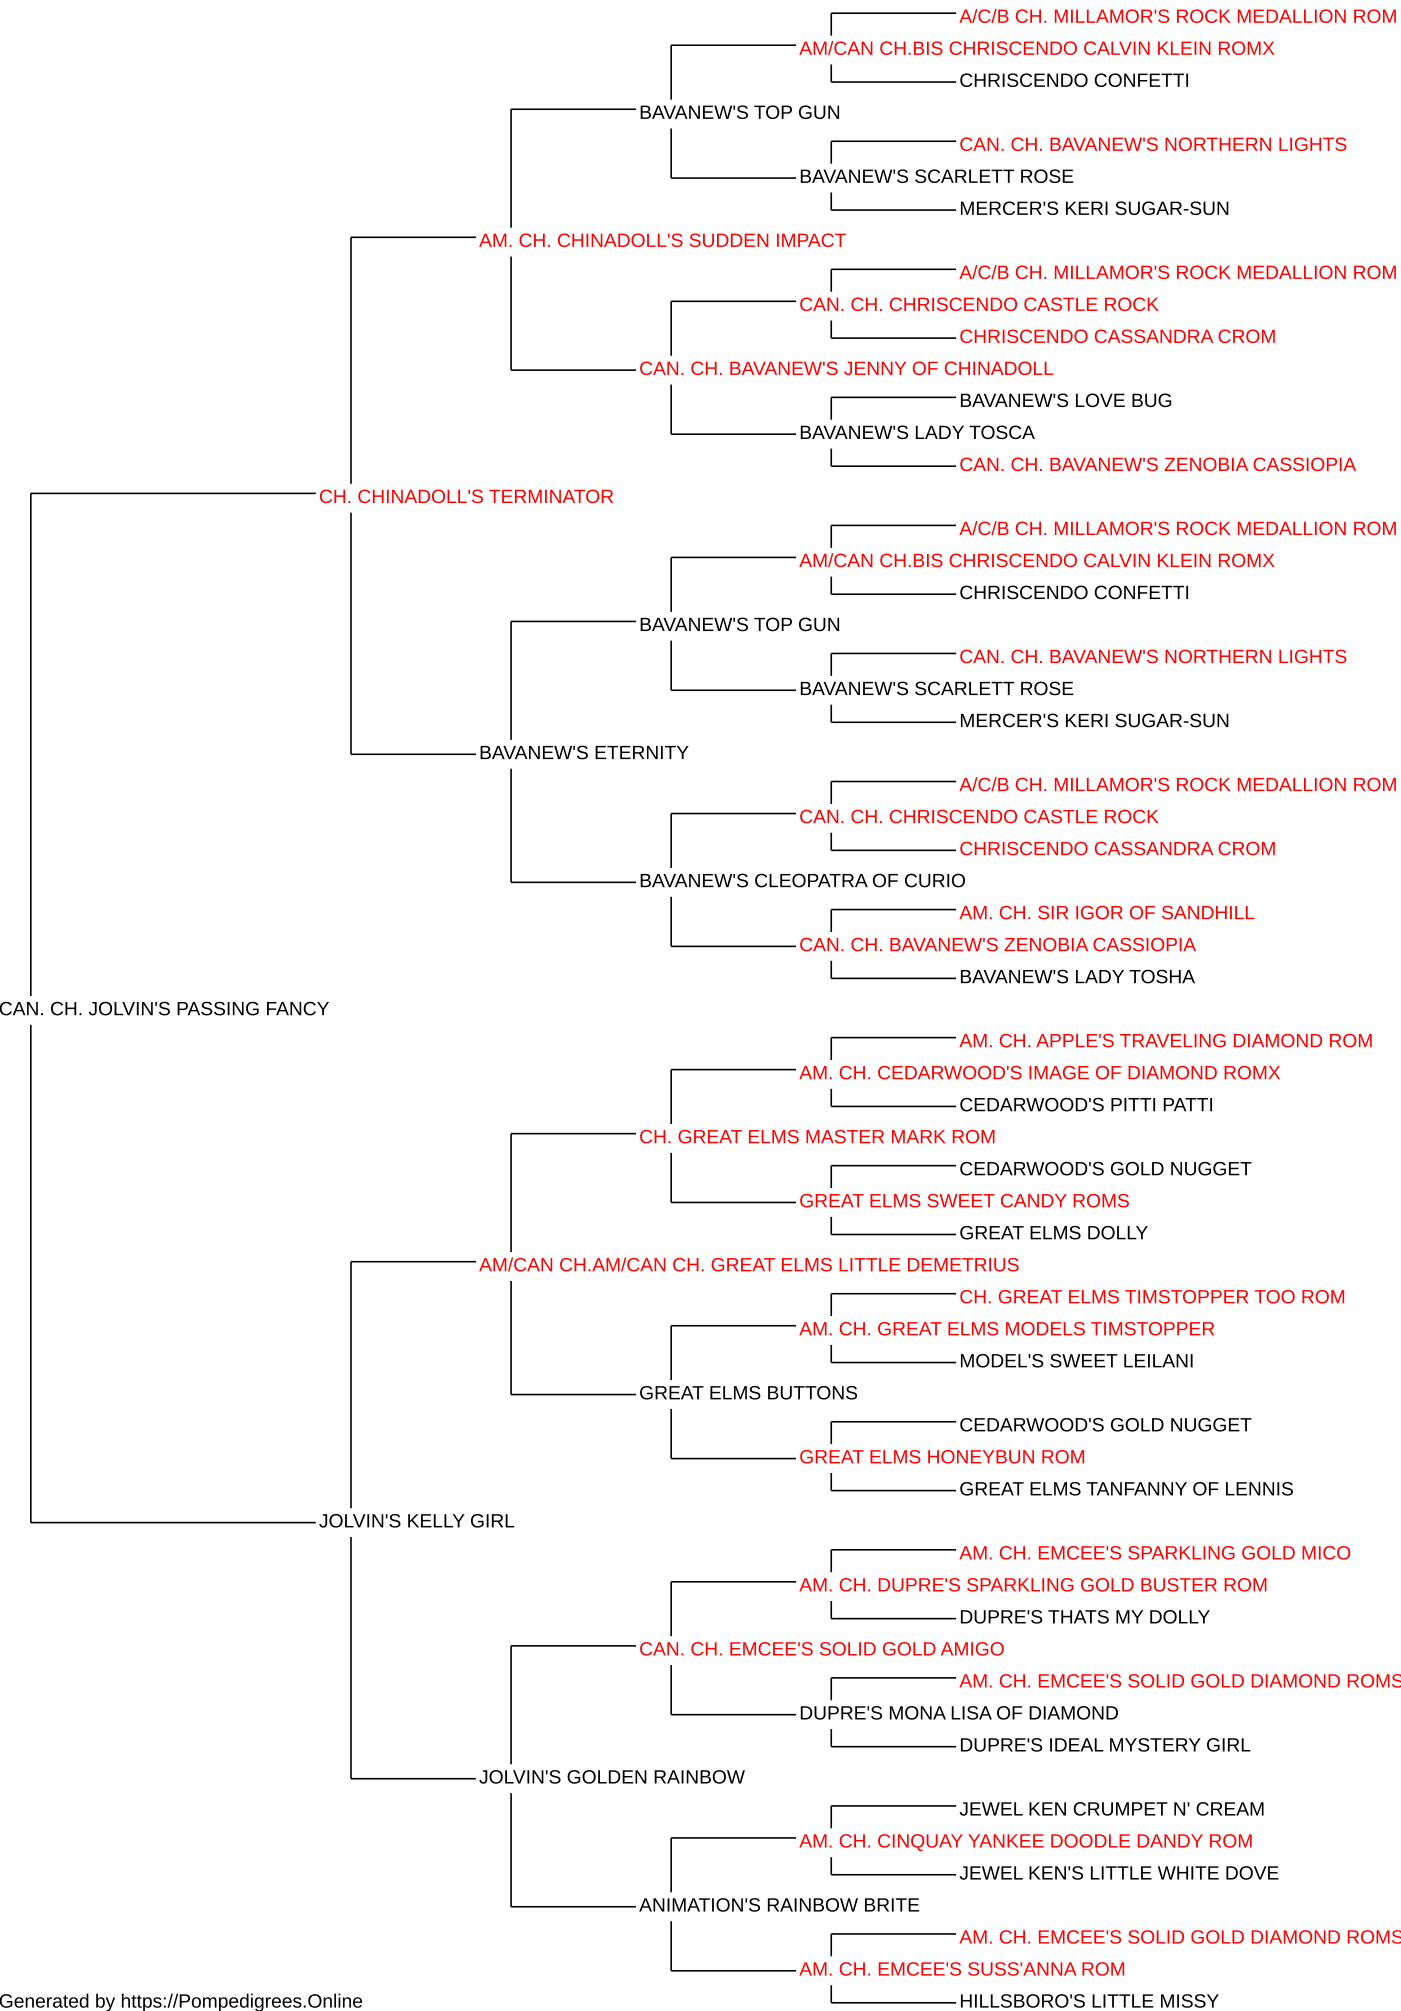 A/C/B CH. MILLAMOR'S ROCK MEDALLION ROM
AM/CAN CH.BIS CHRISCENDO CALVIN KLEIN ROMX
CHRISCENDO CONFETTI
BAVANEW'S TOP GUN
CAN. CH. BAVANEW'S NORTHERN LIGHTS
BAVANEW'S SCARLETT ROSE
MERCER'S KERI SUGAR-SUN
AM. CH. CHINADOLL'S SUDDEN IMPACT
A/C/B CH. MILLAMOR'S ROCK MEDALLION ROM
CAN. CH. CHRISCENDO CASTLE ROCK
CHRISCENDO CASSANDRA CROM
CAN. CH. BAVANEW'S JENNY OF CHINADOLL
BAVANEW'S LOVE BUG
BAVANEW'S LADY TOSCA
CAN. CH. BAVANEW'S ZENOBIA CASSIOPIA
CH. CHINADOLL'S TERMINATOR
A/C/B CH. MILLAMOR'S ROCK MEDALLION ROM
AM/CAN CH.BIS CHRISCENDO CALVIN KLEIN ROMX
CHRISCENDO CONFETTI
BAVANEW'S TOP GUN
CAN. CH. BAVANEW'S NORTHERN LIGHTS
BAVANEW'S SCARLETT ROSE
MERCER'S KERI SUGAR-SUN
BAVANEW'S ETERNITY
A/C/B CH. MILLAMOR'S ROCK MEDALLION ROM
CAN. CH. CHRISCENDO CASTLE ROCK
CHRISCENDO CASSANDRA CROM
BAVANEW'S CLEOPATRA OF CURIO
AM. CH. SIR IGOR OF SANDHILL
CAN. CH. BAVANEW'S ZENOBIA CASSIOPIA
BAVANEW'S LADY TOSHA
CAN. CH. JOLVIN'S PASSING FANCY
AM. CH. APPLE'S TRAVELING DIAMOND ROM
AM. CH. CEDARWOOD'S IMAGE OF DIAMOND ROMX
CEDARWOOD'S PITTI PATTI
CH. GREAT ELMS MASTER MARK ROM
CEDARWOOD'S GOLD NUGGET
GREAT ELMS SWEET CANDY ROMS
GREAT ELMS DOLLY
AM/CAN CH.AM/CAN CH. GREAT ELMS LITTLE DEMETRIUS
CH. GREAT ELMS TIMSTOPPER TOO ROM
AM. CH. GREAT ELMS MODELS TIMSTOPPER
MODEL'S SWEET LEILANI
GREAT ELMS BUTTONS
CEDARWOOD'S GOLD NUGGET
GREAT ELMS HONEYBUN ROM
GREAT ELMS TANFANNY OF LENNIS
JOLVIN'S KELLY GIRL
AM. CH. EMCEE'S SPARKLING GOLD MICO
AM. CH. DUPRE'S SPARKLING GOLD BUSTER ROM
DUPRE'S THATS MY DOLLY
CAN. CH. EMCEE'S SOLID GOLD AMIGO
AM. CH. EMCEE'S SOLID GOLD DIAMOND ROMS
DUPRE'S MONA LISA OF DIAMOND
DUPRE'S IDEAL MYSTERY GIRL
JOLVIN'S GOLDEN RAINBOW
JEWEL KEN CRUMPET N' CREAM
AM. CH. CINQUAY YANKEE DOODLE DANDY ROM
JEWEL KEN'S LITTLE WHITE DOVE
ANIMATION'S RAINBOW BRITE
AM. CH. EMCEE'S SOLID GOLD DIAMOND ROMS
AM. CH. EMCEE'S SUSS'ANNA ROM
HILLSBORO'S LITTLE MISSY
Generated by https://Pompedigrees.Online